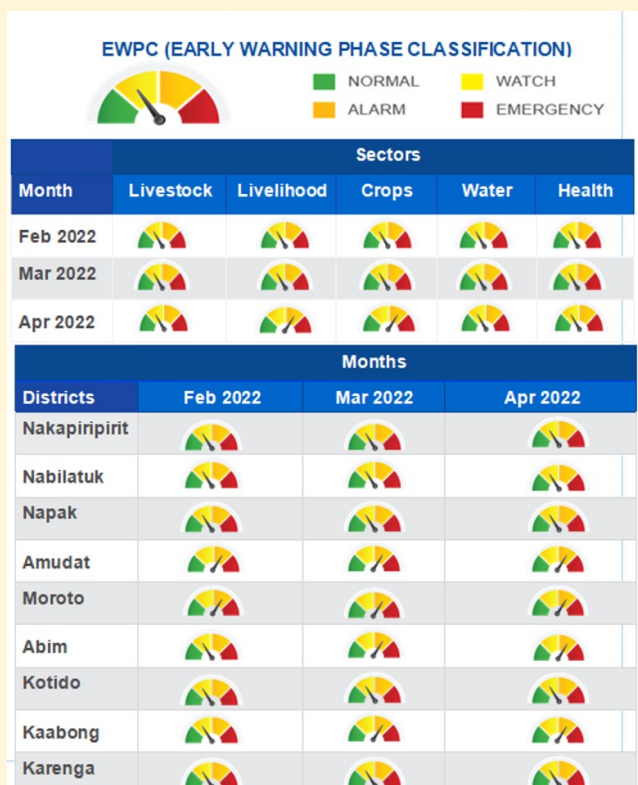 EWPC (EARLY WARNING PHASE CLASSIFICATION)
NORMAL WATCH
ALARM EMERGENCY
Sectors
Month Livestock Livelihood Crops Water Health
Feb 2022
Mar 2022
Apr 2022
Months
Districts Feb 2022 Mar 2022 Apr 2022
Nakapiripirit
Nabilatuk
Napak
Amudat
Moroto
Abim
Kotido
Kaabong
Karenga